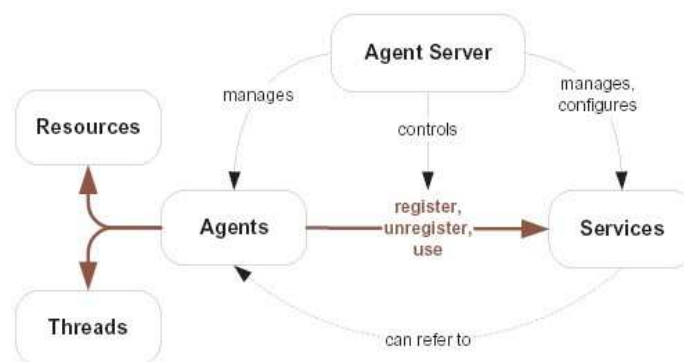 Agent Server
manages
manages,
configures
Resources
controls
Agents
register,
unregister,
use
Services
Threads
can refer to